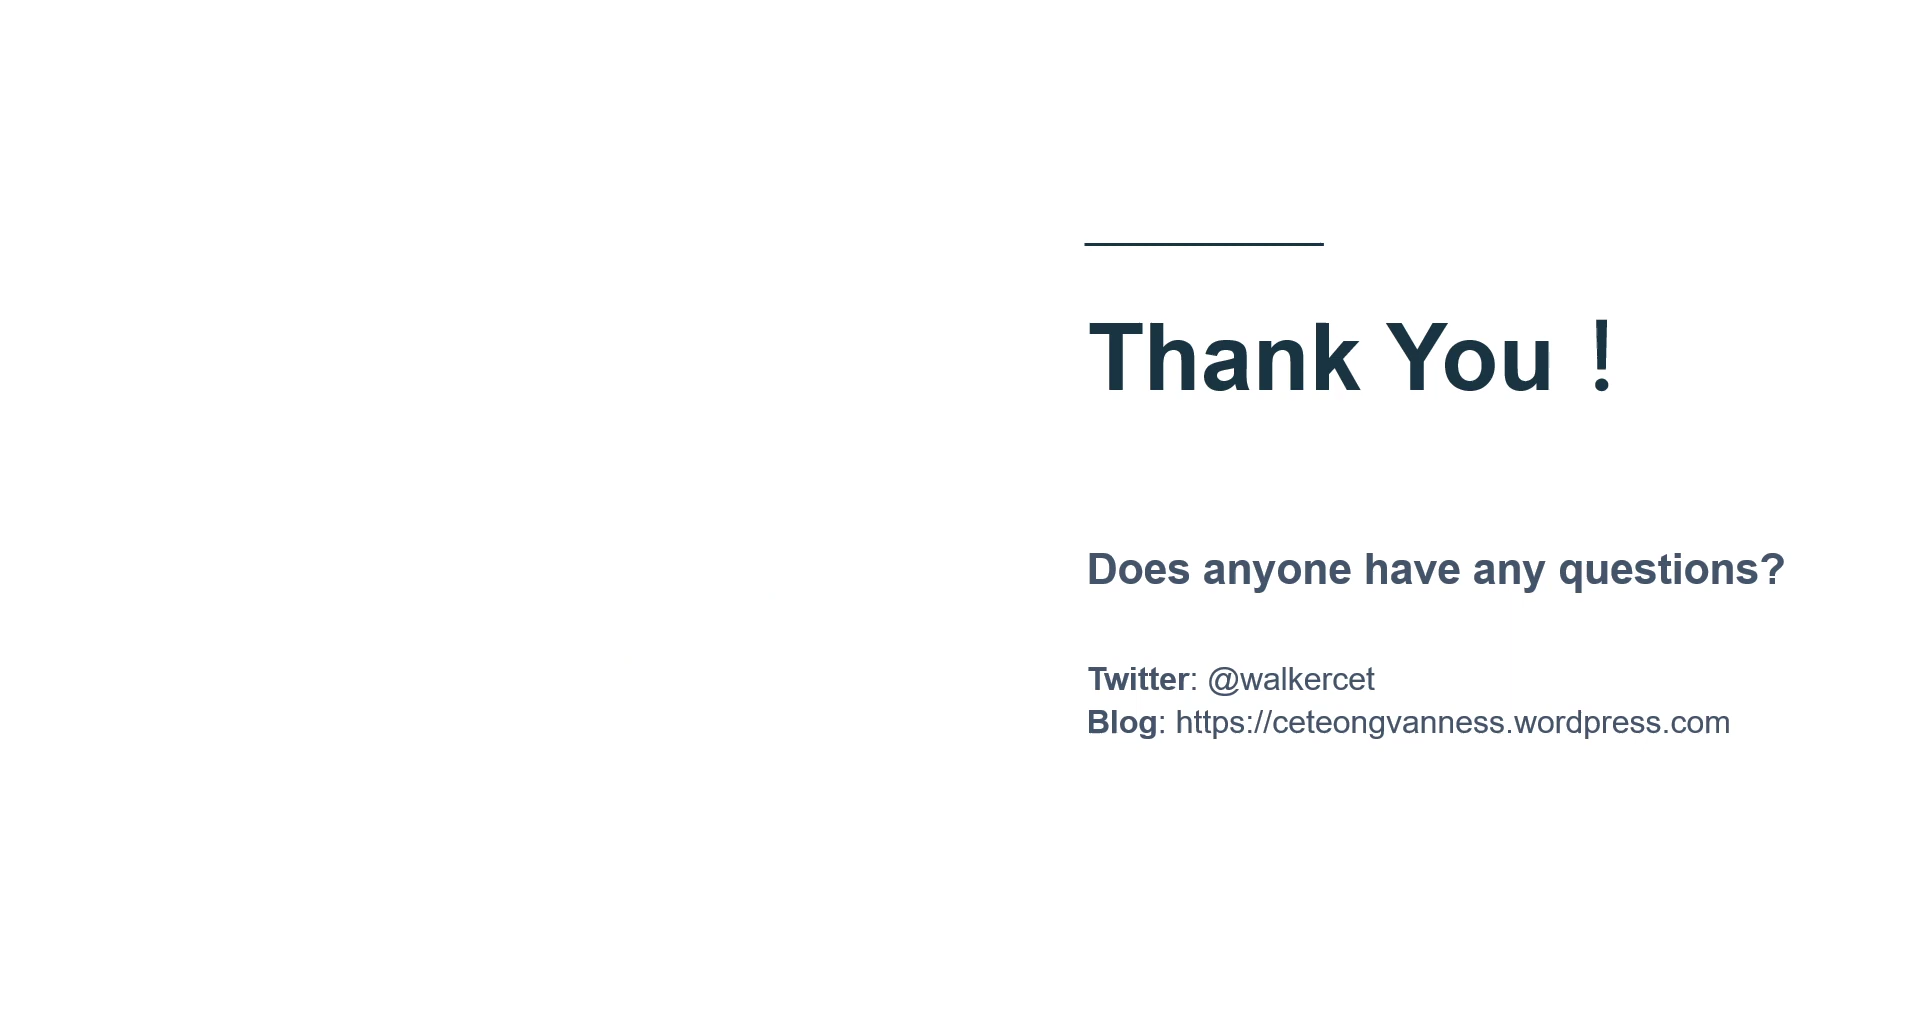 Thank You！
Does anyone have any questions?
Twitter: @walkercet
Blog: https://ceteongvanness.wordpress.com